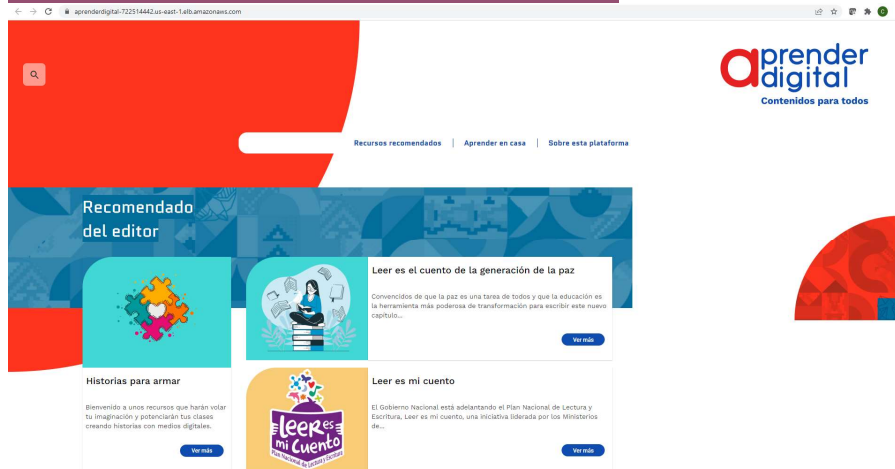 aprenderdigital-722514442.us-east-1.elb.amazonaws.com
C
aprender
digital
Contenidos para todos
Recursos recomendados | Aprender en casa | Sobre esta plataforma
Recomendado
del editor
Leer es el cuento de la generación de la paz
Convencidos de que la paz es una tarea de todos y que la educación es
la herramienta más poderosa de transformación para escribir este nuevo
capítulo...
Ver más
Historias para armar
Bienvenido a unos recursos que harán volar
tu imaginación y potenciarán tus clases
creando historias con medios digitales.
Ver más
leer es
mi Cuento
Plan Nacional de Lectura y Escritura
Leer es mi cuento
El Gobierno Nacional está adelantando el Plan Nacional de Lectura y
Escritura, Leer es mi cuento, una iniciativa liderada por los Ministerios
de...
Ver más